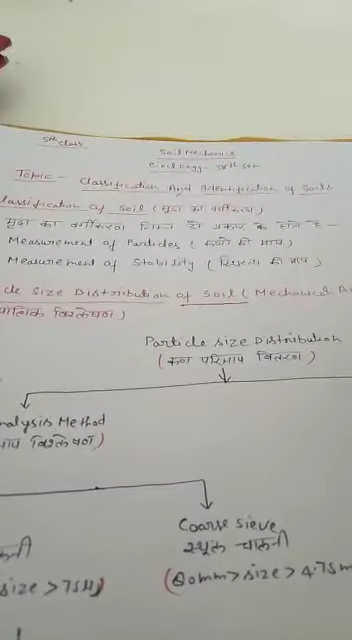 5th class
Soil Mechanics
Civil Engg. IVth Sem
Topic - Classification And Identification of Soils
lassification of Soil (मृदा का वर्गीकरण)
मृदा का वर्गीकरण निम्न दो प्रकार के होते है -
Measurement of Particles (कणों की माप)
Measurement of Stability (स्थिरता की माप)
cle Size Distribution of Soil (Mechanical A
यांत्रिक विश्लेषण)
Particle Size Distribution
(कण परिमाप वितरण)
nalysis Method
माप विश्लेषण)
Coarse Sieve
स्थूल चालनी
size > 75μ)
(80mm > size > 4.75m